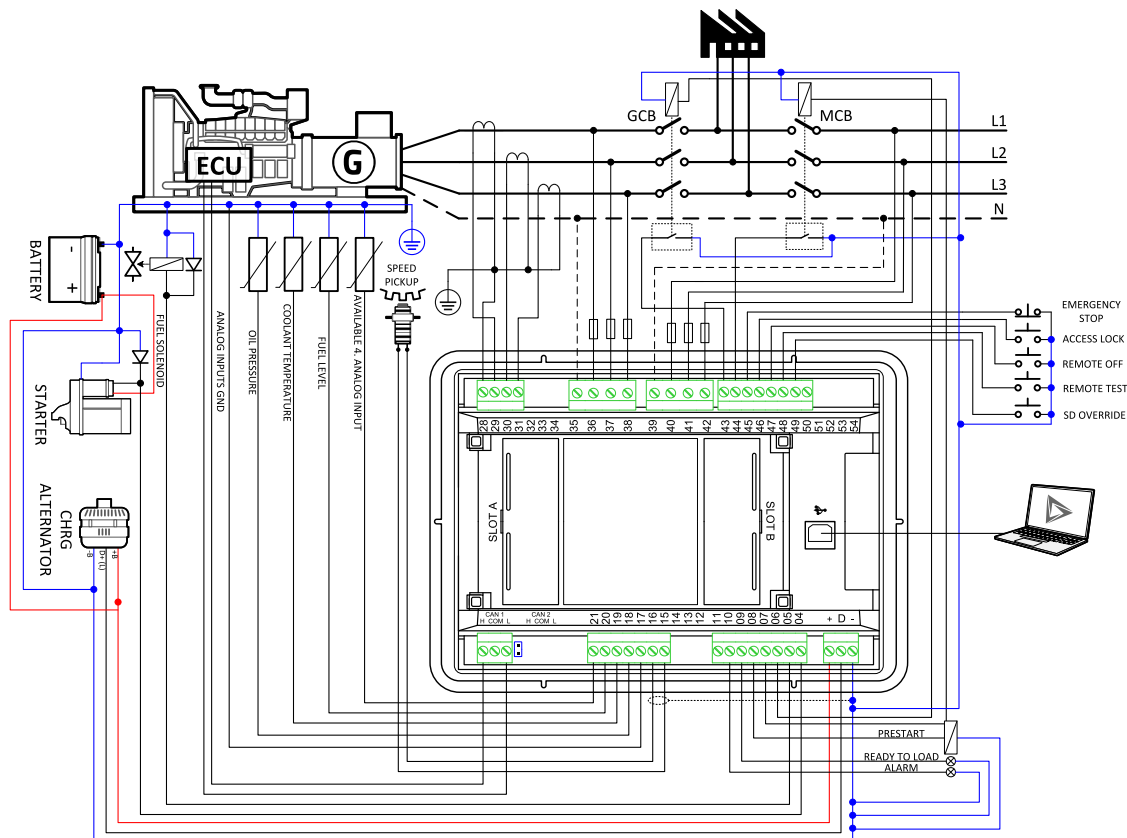 GCB
MCB
L1
L2
L3
N
ECU
G
BATTERY
-
+
SPEED
PICKUP
FUEL SOLENOID
ANALOG INPUTS GND
OIL PRESSURE
COOLANT TEMPERATURE
FUEL LEVEL
AVAILABLE 4. ANALOG INPUT
EMERGENCY
STOP
ACCESS LOCK
REMOTE OFF
REMOTE TEST
SD OVERRIDE
STARTER
CHRG
ALTERNATOR
-B
D+ (L)
+B
28 29 30 31 32 33 34 35 36 37 38 39 40 41 42 43 44 45 46 47 48 49 50 51 52 53 54
SLOT A
SLOT B
CAN 1
H COM L
CAN 2
H COM L
21 20 19 18 17 16 15 14 13 12 11 10 09 08 07 06 05 04
+ D -
PRESTART
READY TO LOAD
ALARM